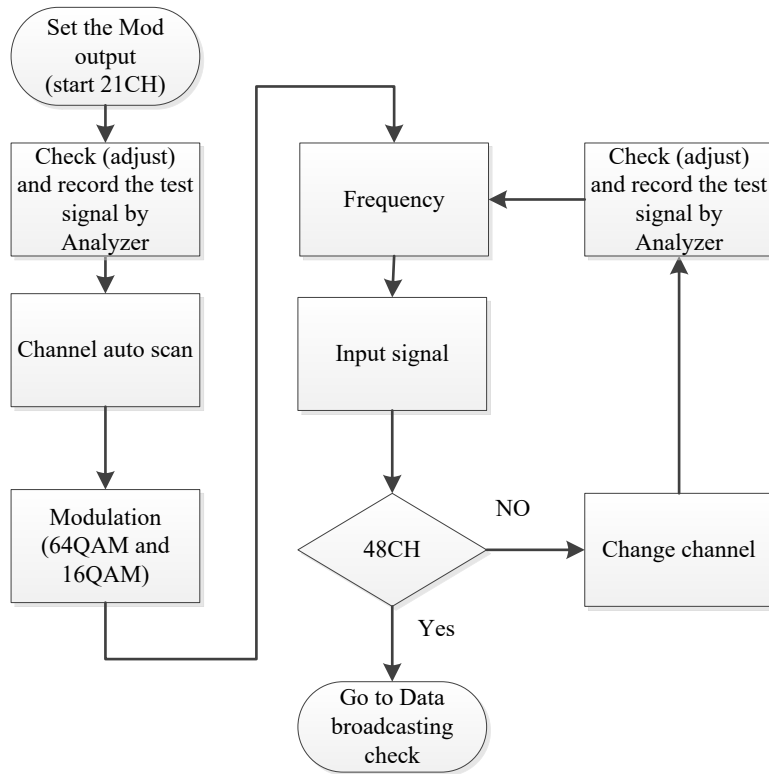 Set the Mod
output
(start 21CH)
Check (adjust)
and record the test
signal by
Analyzer
Channel auto scan
Modulation
(64QAM and
16QAM)
Frequency
Input signal
48CH
NO
Yes
Change channel
Check (adjust)
and record the test
signal by
Analyzer
Go to Data
broadcasting
check